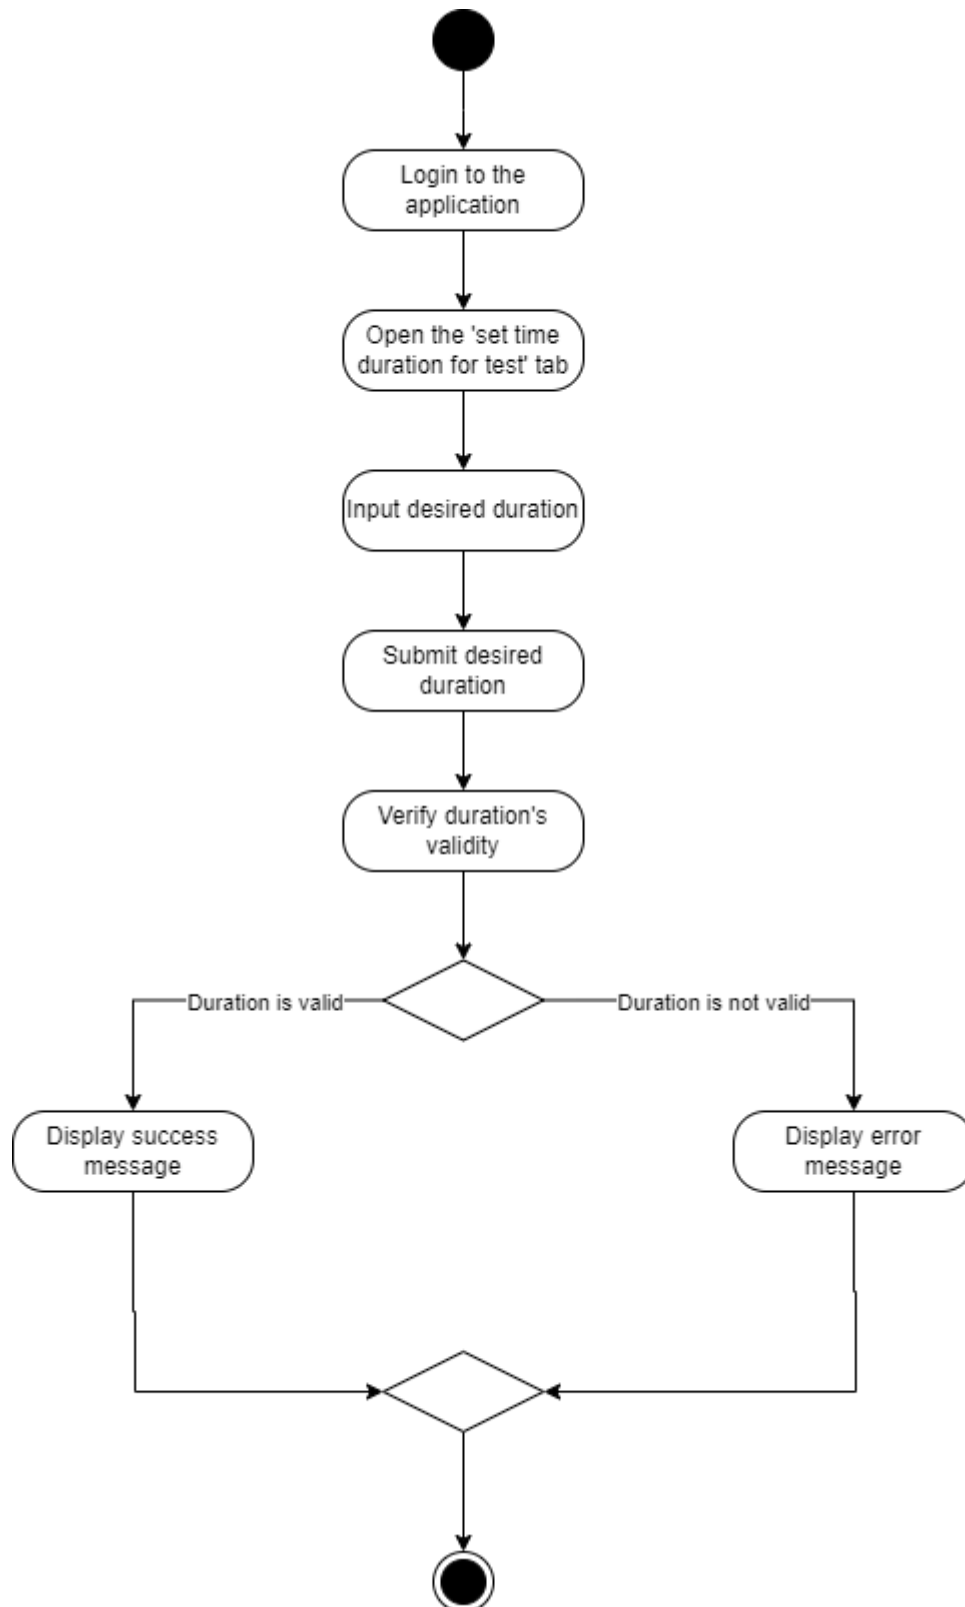 Login to the
application
Open the 'set time
duration for test' tab
Input desired duration
Submit desired
duration
Verify duration's
validity
Duration is valid
Duration is not valid
Display success
message
Display error
message